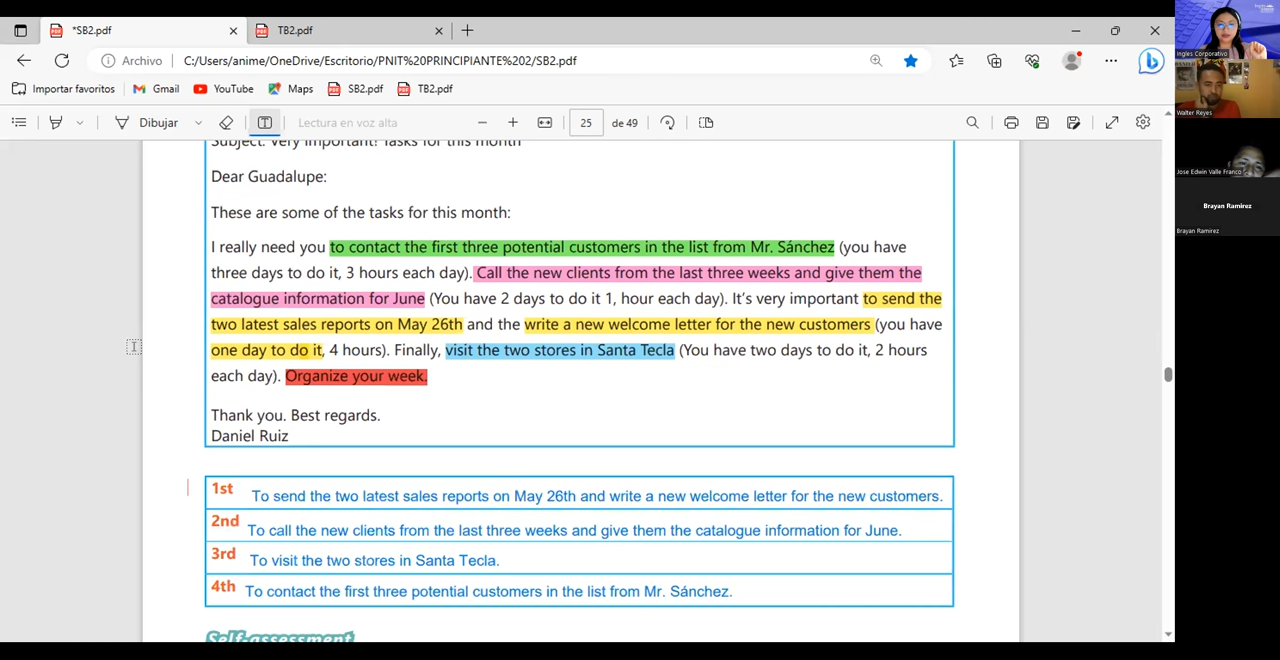 *SB2.pdf
TB2.pdf
Archivo
C:/Users/anime/OneDrive/Escritorio/PNIT%20PRINCIPIANTE%202/SB2.pdf
Importar favoritos
Gmail
YouTube
Maps
SB2.pdf
TB2.pdf
Dibujar
Lectura en voz alta
25
de 49
Subject: Very important! Tasks for this month
Dear Guadalupe:
These are some of the tasks for this month:
I really need you to contact the first three potential customers in the list from Mr. Sánchez (you have
three days to do it, 3 hours each day). Call the new clients from the last three weeks and give them the
catalogue information for June (You have 2 days to do it 1, hour each day). It's very important to send the
two latest sales reports on May 26th and the write a new welcome letter for the new customers (you have
one day to do it, 4 hours). Finally, visit the two stores in Santa Tecla (You have two days to do it, 2 hours
each day). Organize your week.
Thank you. Best regards.
Daniel Ruiz
1st To send the two latest sales reports on May 26th and write a new welcome letter for the new customers.
2nd To call the new clients from the last three weeks and give them the catalogue information for June.
3rd To visit the two stores in Santa Tecla.
4th To contact the first three potential customers in the list from Mr. Sánchez.
Self-assessment
Ingles Corporativo
Walter Reyes
Jose Edwin Valle Franco
Brayan Ramirez
Brayan Ramirez